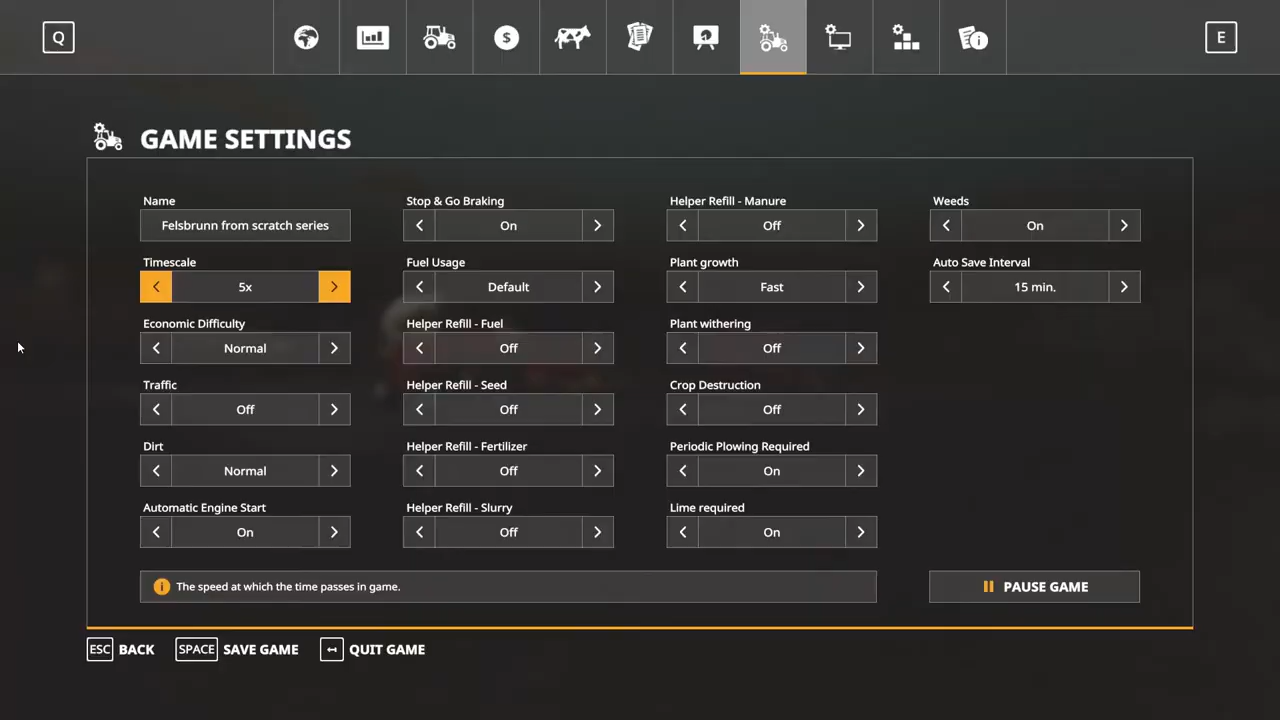 Q
E
GAME SETTINGS
Name
Felsbrunn from scratch series
Timescale
5x
Economic Difficulty
Normal
Traffic
Off
Dirt
Normal
Automatic Engine Start
On
Stop & Go Braking
On
Fuel Usage
Default
Helper Refill - Fuel
Off
Helper Refill - Seed
Off
Helper Refill - Fertilizer
Off
Helper Refill - Slurry
Off
Helper Refill - Manure
Off
Plant growth
Fast
Plant withering
Off
Crop Destruction
Off
Periodic Plowing Required
On
Lime required
On
Weeds
On
Auto Save Interval
15 min.
The speed at which the time passes in game.
PAUSE GAME
ESC BACK SPACE SAVE GAME ↔ QUIT GAME